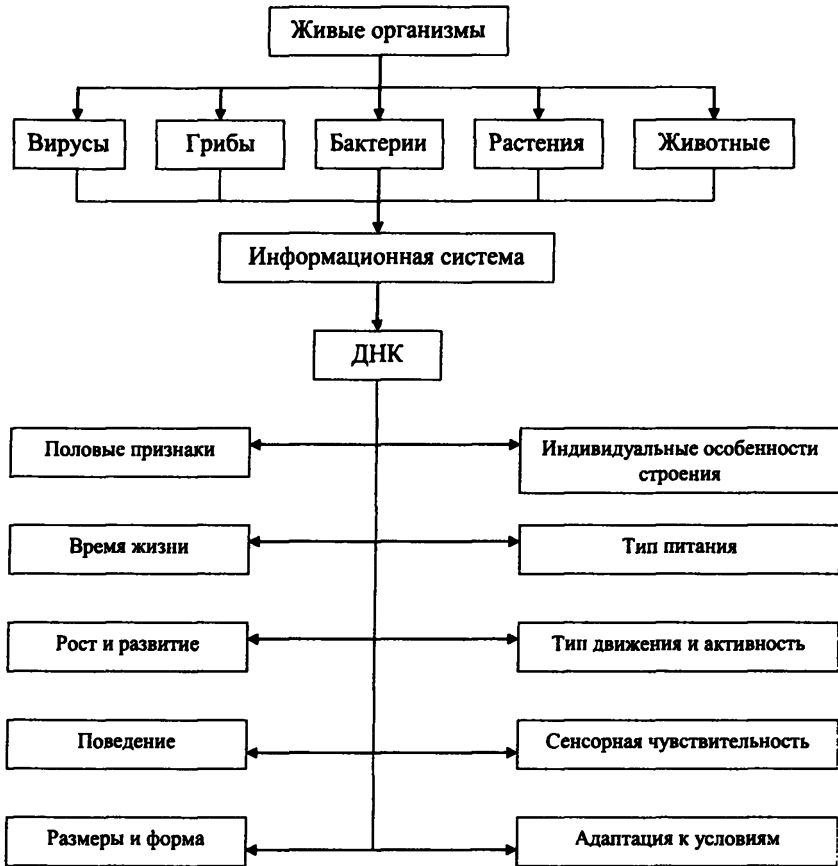 Живые организмы
Вирусы
Грибы
Бактерии
Растения
Животные
Информационная система
ДНК
Половые признаки
Индивидуальные особенности
строения
Время жизни
Тип питания
Рост и развитие
Тип движения и активность
Поведение
Сенсорная чувствительность
Размеры и форма
Адаптация к условиям